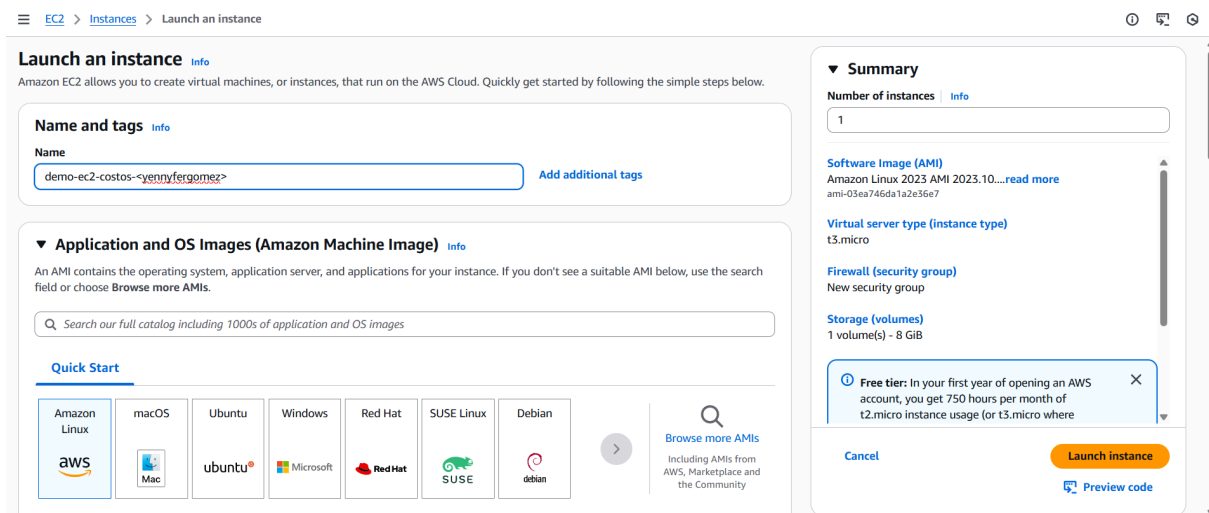 EC2 > Instances > Launch an instance
Launch an instance Info
Amazon EC2 allows you to create virtual machines, or instances, that run on the AWS Cloud. Quickly get started by following the simple steps below.
Name and tags Info
Name
demo-ec2-costos-<yennyfergomez>
Add additional tags
Application and OS Images (Amazon Machine Image) Info
An AMI contains the operating system, application server, and applications for your instance. If you don't see a suitable AMI below, use the search
field or choose Browse more AMIs.
Search our full catalog including 1000s of application and OS images
Quick Start
Amazon
Linux
aws
macOS
Mac
Ubuntu
ubuntu®
Windows
Microsoft
Red Hat
Red Hat
SUSE Linux
SUSE
Debian
debian
Browse more AMIs
Including AMIs from
AWS, Marketplace and
the Community
Summary
Number of instances Info
1
Software Image (AMI)
Amazon Linux 2023 AMI 2023.10....read more
ami-03ea746da1a2e36e7
Virtual server type (instance type)
t3.micro
Firewall (security group)
New security group
Storage (volumes)
1 volume(s) - 8 GiB
Free tier: In your first year of opening an AWS
account, you get 750 hours per month of
t2.micro instance usage (or t3.micro where
Cancel
Launch instance
Preview code